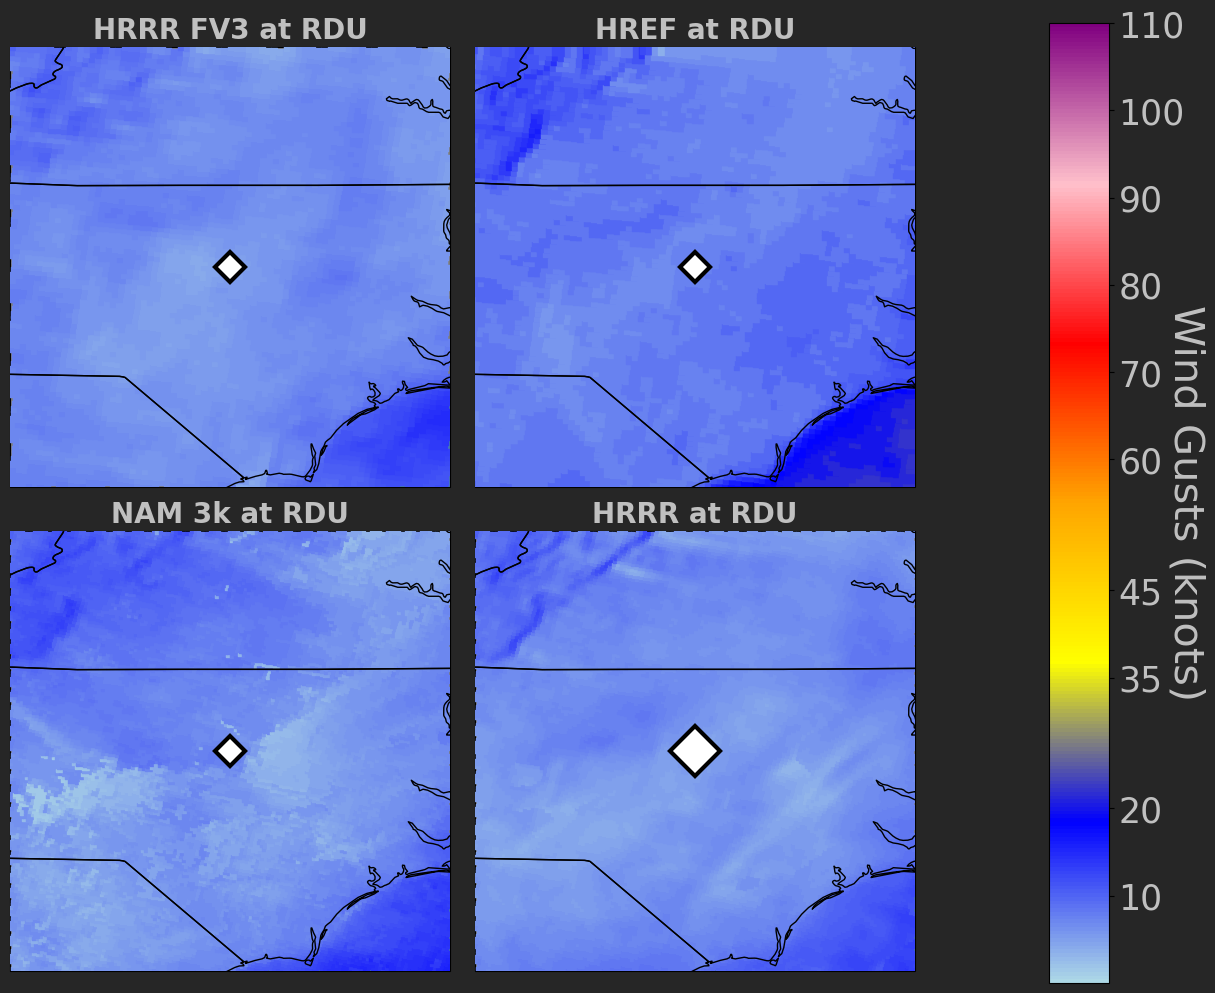 HRRR FV3 at RDU
HREF at RDU
NAM 3k at RDU
HRRR at RDU
110
100
90
80
70
60
45
35
20
10
Wind Gusts (knots)